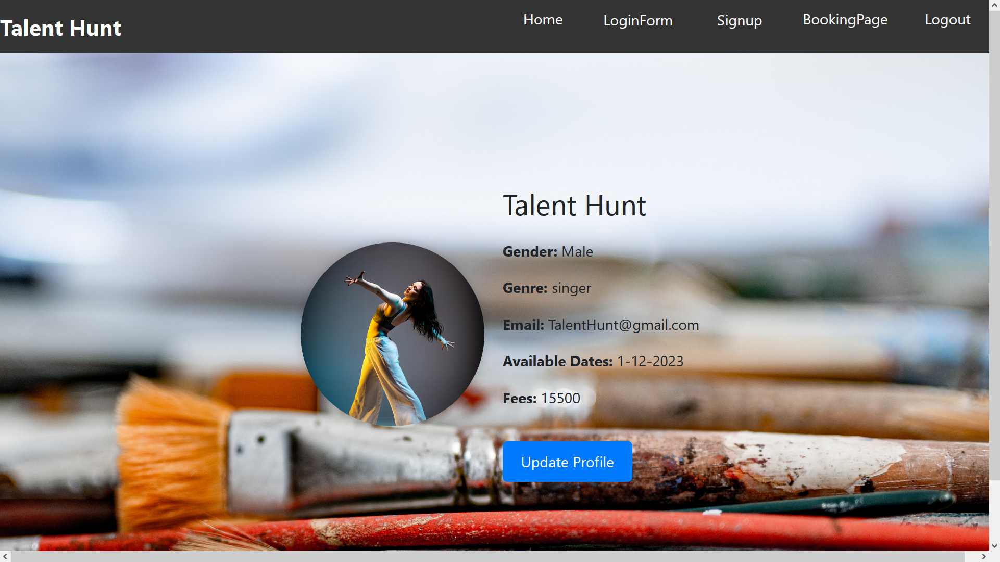 Talent Hunt
Home LoginForm Signup BookingPage Logout
Talent Hunt
Gender: Male
Genre: singer
Email: TalentHunt@gmail.com
Available Dates: 1-12-2023
Fees: 15500
Update Profile